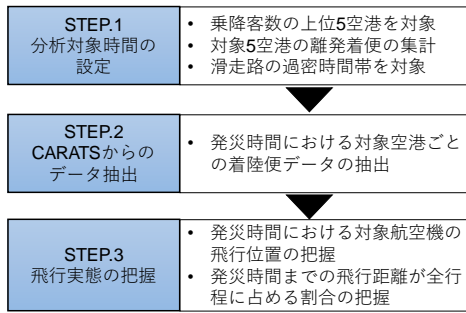 STEP.1
分析対象時間の
設定
• 乗降客数の上位5空港を対象
• 対象5空港の離発着便の集計
• 滑走路の過密時間帯を対象
STEP.2
CARATSからの
データ抽出
• 発災時間における対象空港ごと
の着陸便データの抽出
STEP.3
飛行実態の把握
• 発災時間における対象航空機の
飛行位置の把握
• 発災時間までの飛行距離が全行
程に占める割合の把握